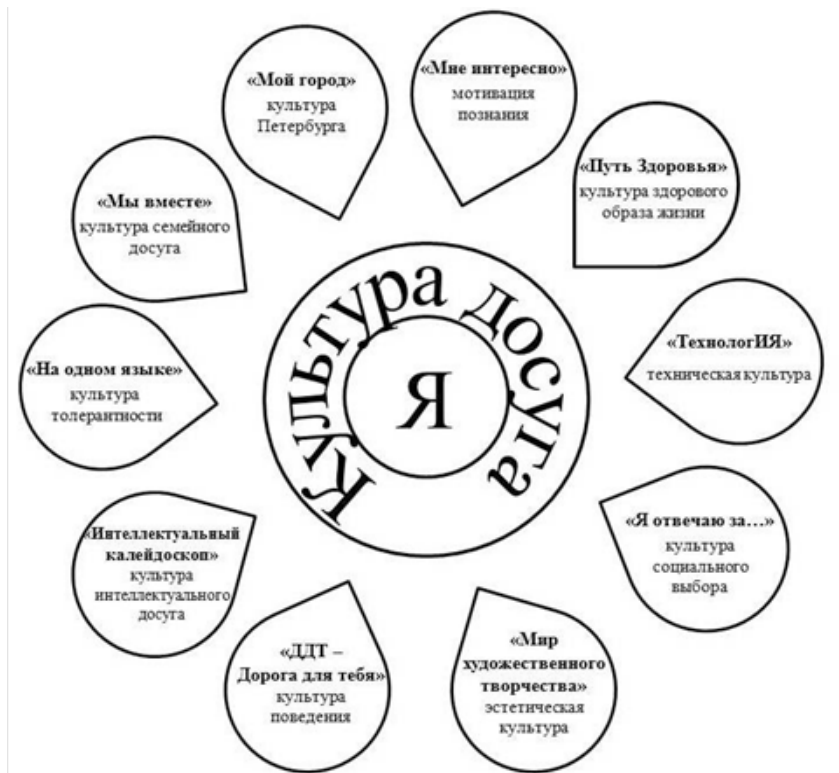 «Мой город»
культура
Петербурга
«Мне интересно»
мотивация
познания
«Путь Здоровья»
культура здорового
образа жизни
«ТехнологИЯ»
техническая культура
«Я отвечаю за...»
культура
социального
выбора
«Мир
художественного
творчества»
эстетическая
культура
«ДДТ –
Дорога для тебя»
культура
поведения
«Интеллектуальный
калейдоскоп»
культура
интеллектуального
досуга
«На одном языке»
культура
толерантности
«Мы вместе»
культура семейного
досуга
Культура досуга
Я